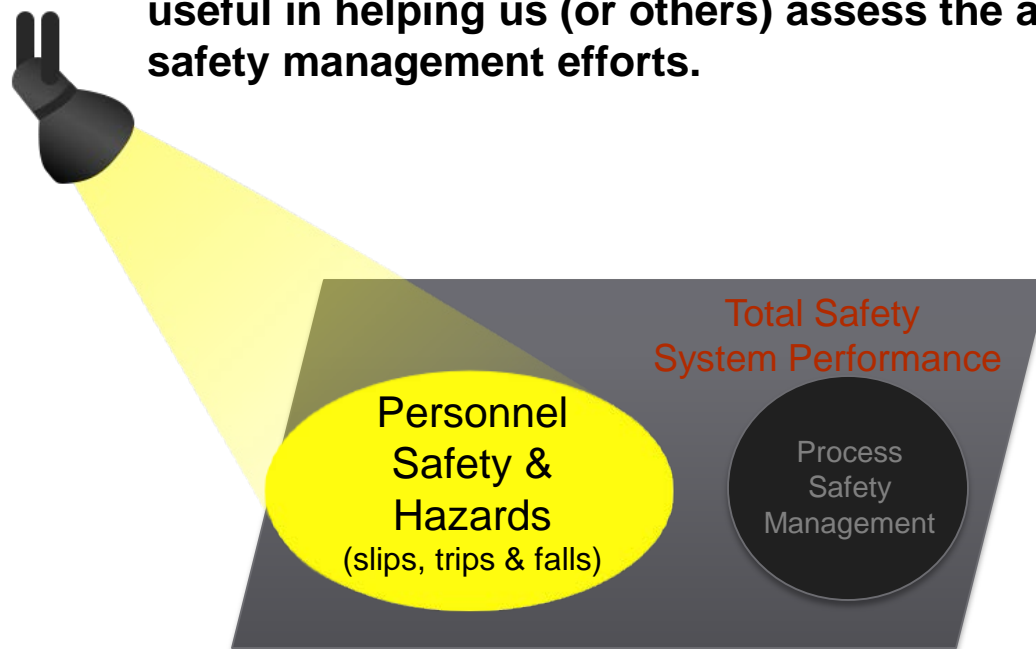 useful in helping us (or others) assess the a
safety management efforts.
Total Safety
System Performance
Personnel
Safety &
Hazards
(slips, trips & falls)
Process
Safety
Management